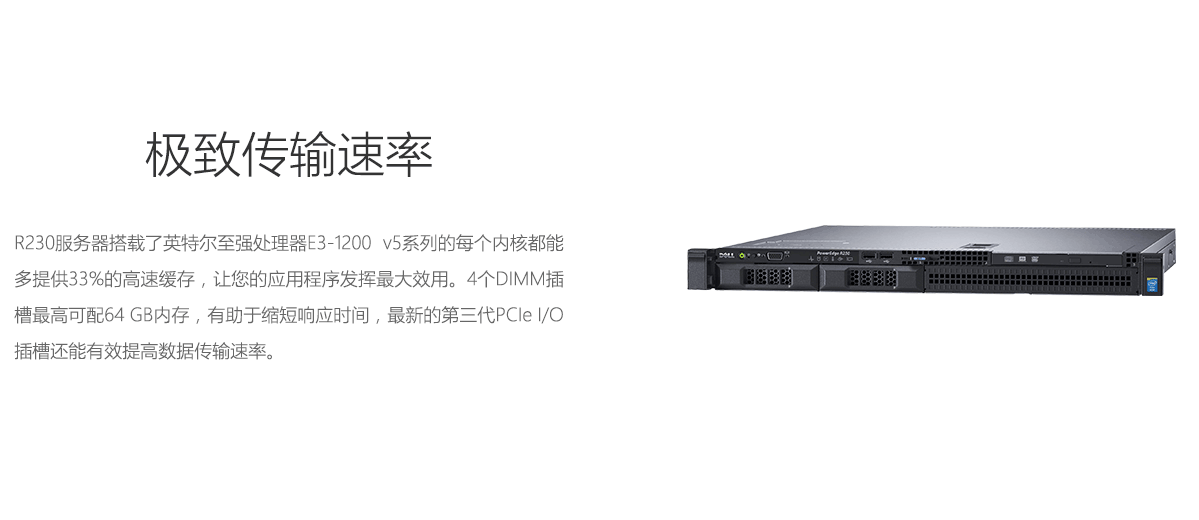 极致传输速率
R230服务器搭载了英特尔至强处理器E3-1200 v5系列的每个内核都能
多提供33%的高速缓存，让您的应用程序发挥最大效用。4个DIMM插
槽最高可配64 GB内存，有助于缩短响应时间，最新的第三代PCIe I/O
插槽还能有效提高数据传输速率。
DELL
PowerEdge R230